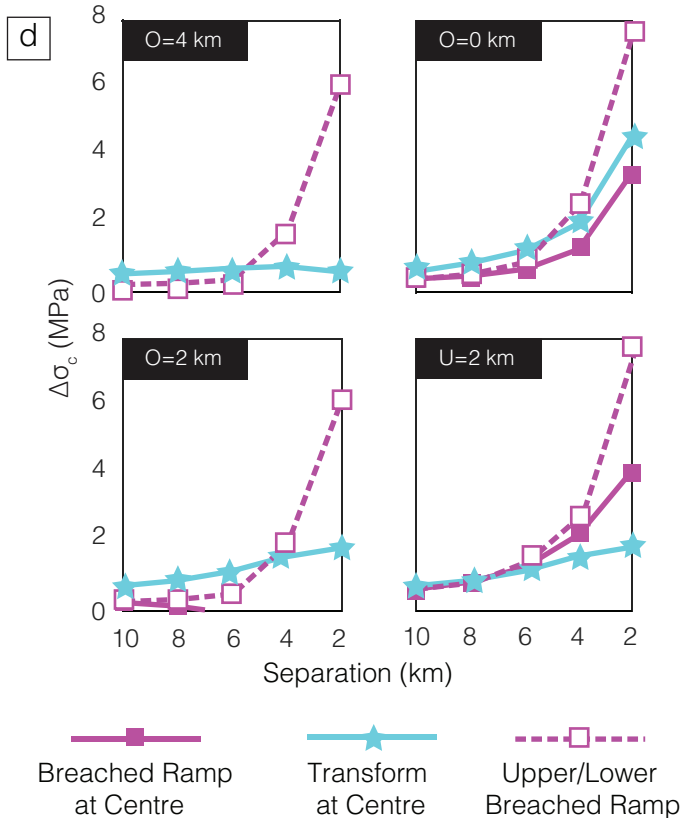 d
O=4 km
O=0 km
8
6
4
2
0
Δσc (MPa)
O=2 km
U=2 km
8
6
4
2
0
10 8 6 4 2
10 8 6 4 2
Separation (km)
Breached Ramp
at Centre
Transform
at Centre
Upper/Lower
Breached Ramp